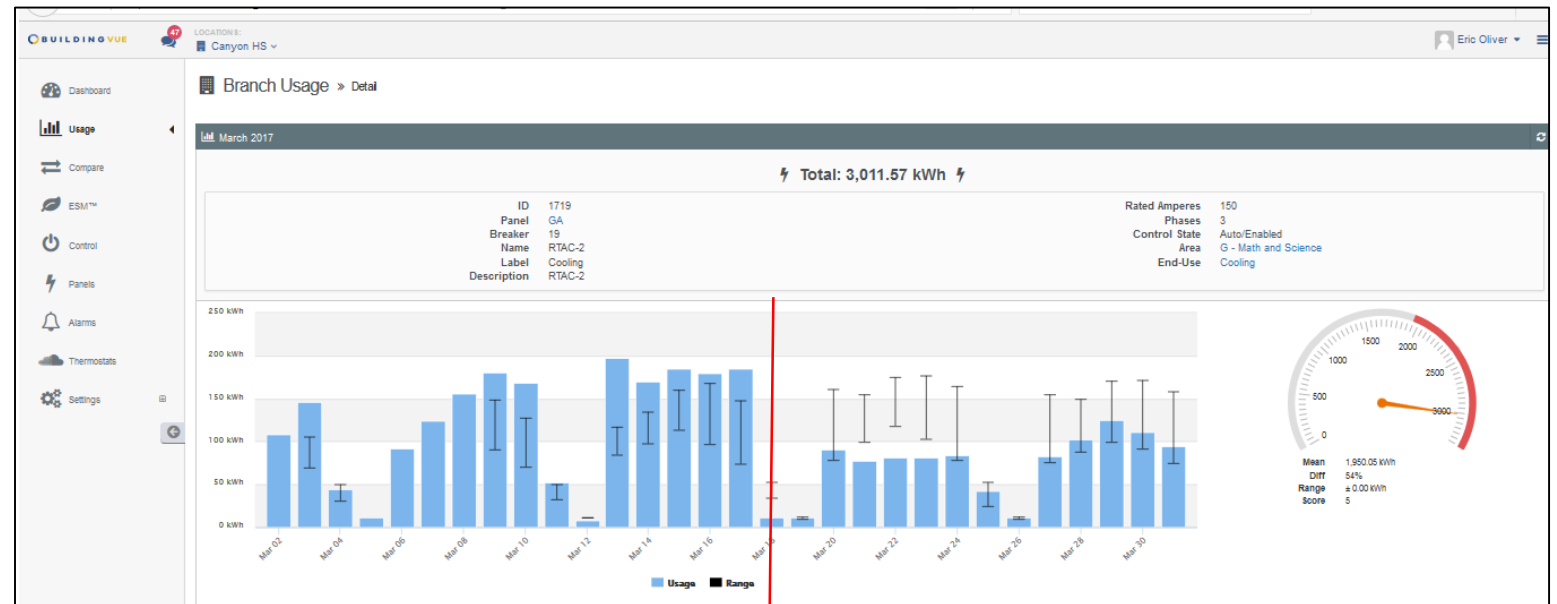 BUILDINGVUE
47
LOCATIONS:
Canyon HS
Eric Oliver
Dashboard
Usage
Compare
ESM™
Control
Panels
Alarms
Thermostats
Settings
Branch Usage » Detail
March 2017
Total: 3,011.57 kWh
ID 1719
Panel GA
Breaker 19
Name RTAC-2
Label Cooling
Description RTAC-2
Rated Amperes 150
Phases 3
Control State Auto/Enabled
Area G - Math and Science
End-Use Cooling
250 kWh
200 kWh
150 kWh
100 kWh
50 kWh
0 kWh
Mar 02 Mar 04 Mar 06 Mar 08 Mar 10 Mar 12 Mar 14 Mar 16 Mar 18 Mar 20 Mar 22 Mar 24 Mar 26 Mar 28 Mar 30
Usage Range
0
500
1000
1500
2000
2500
3000
Mean 1,950.05 kWh
Diff 54%
Range ± 0.00 kWh
Score 5